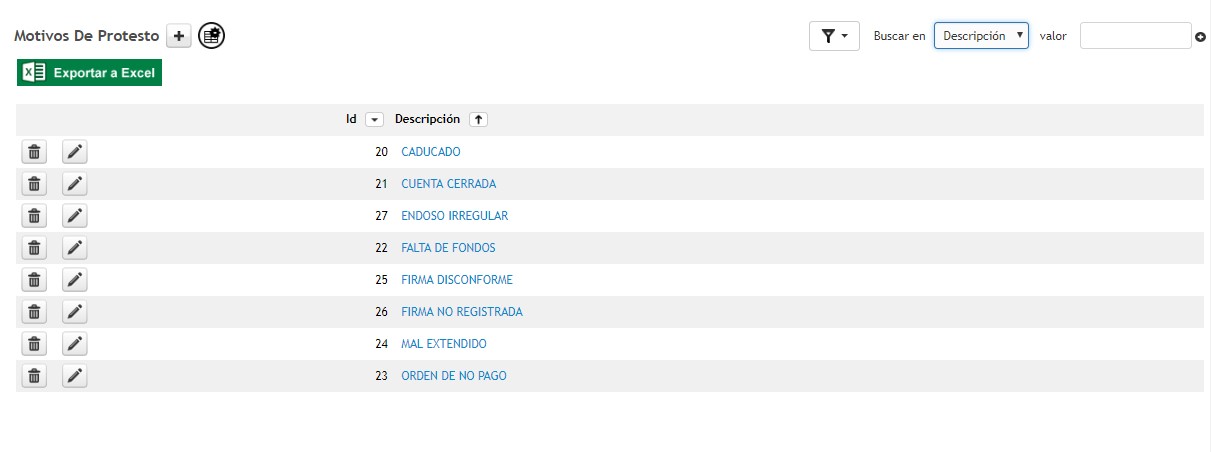 Motivos De Protesto
Buscar en Descripción valor
Exportar a Excel
Id Descripción
20 CADUCADO
21 CUENTA CERRADA
27 ENDOSO IRREGULAR
22 FALTA DE FONDOS
25 FIRMA DISCONFORME
26 FIRMA NO REGISTRADA
24 MAL EXTENDIDO
23 ORDEN DE NO PAGO